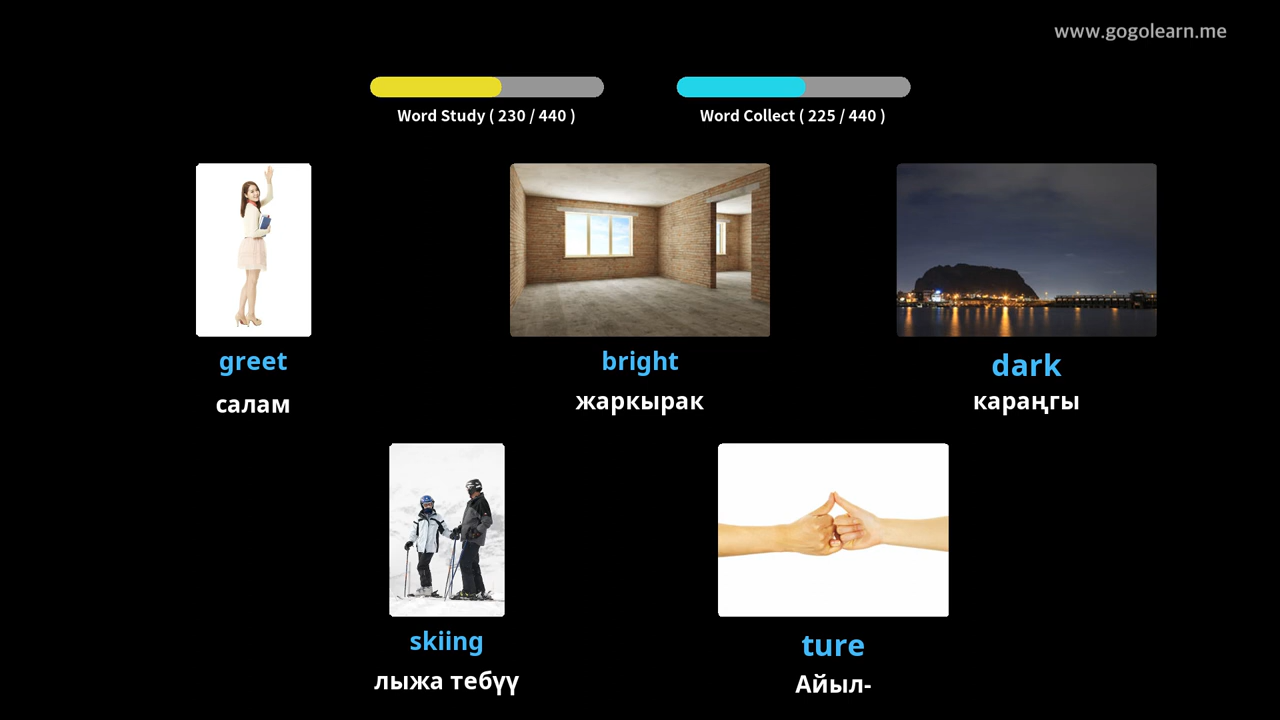 www.gogolearn.me
Word Study ( 230 / 440 )
Word Collect ( 225 / 440 )
greet
салам
bright
жаркырак
dark
караңгы
skiing
лыжа тебүү
ture
Айыл-